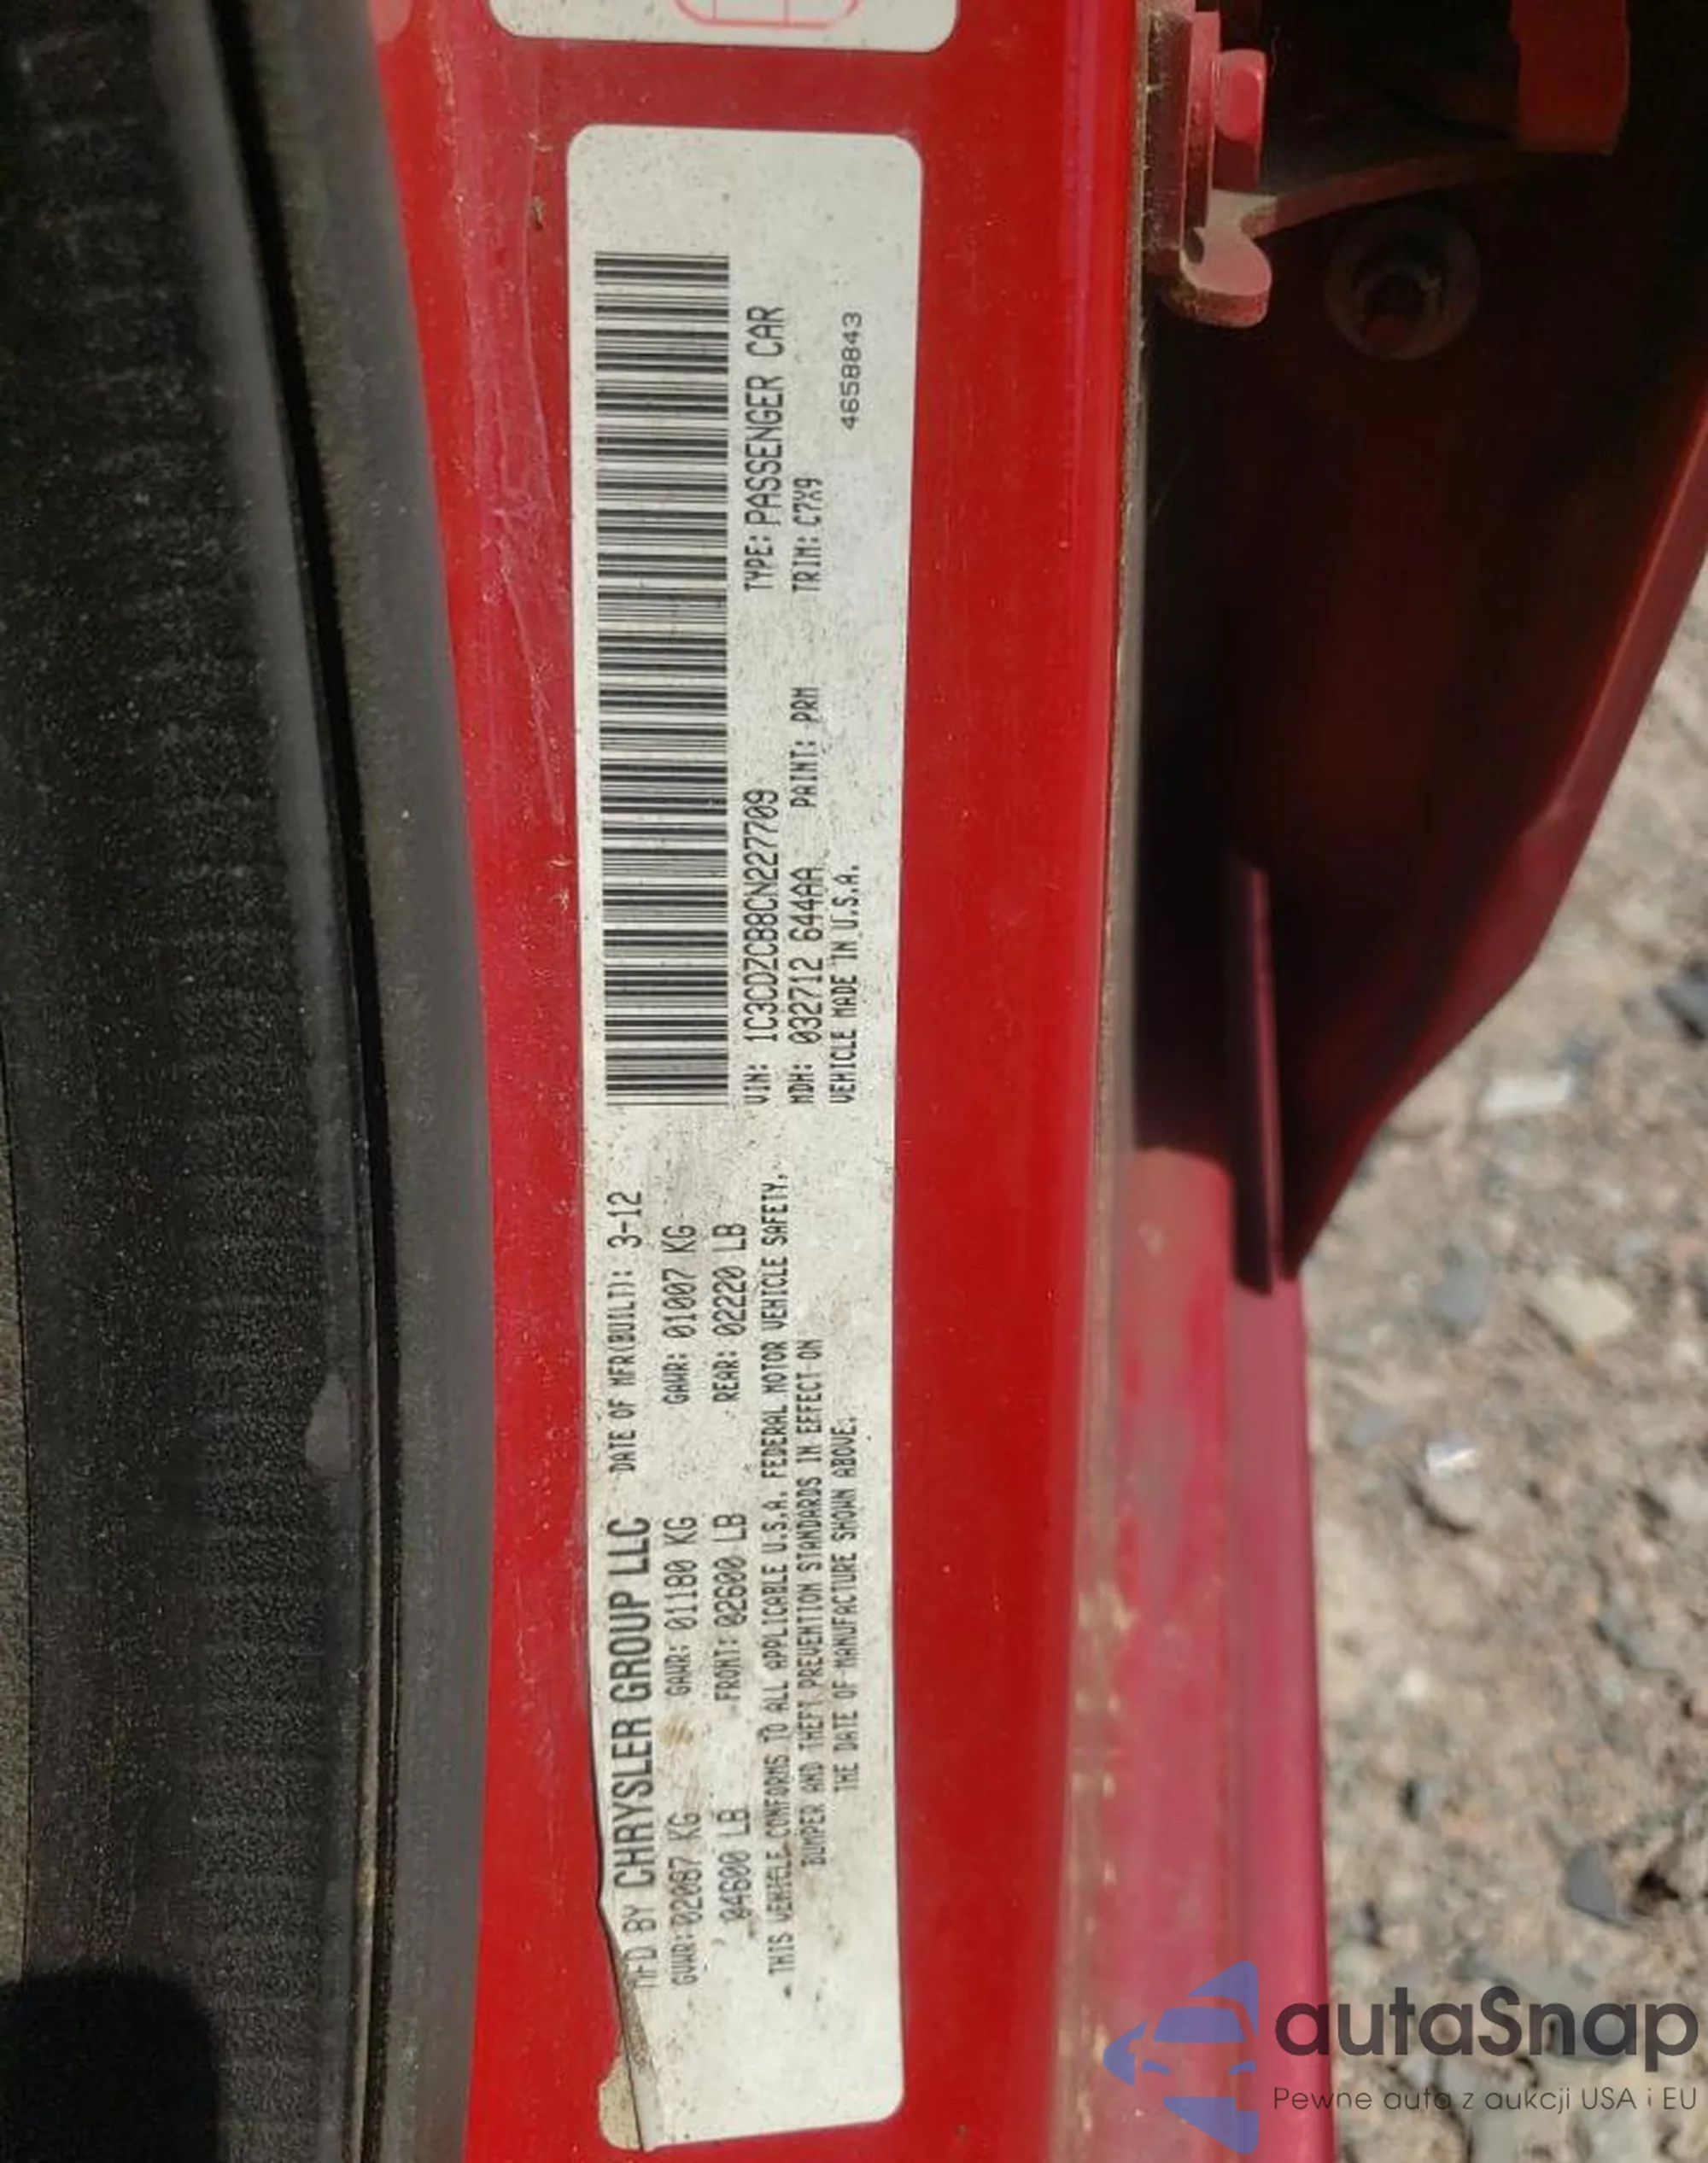 MFD BY CHRYSLER GROUP LLC DATE OF MFR(BUILT): 3-12
GVWR: 02087 KG GAWR: 01180 KG GAWR: 01007 KG
04600 LB FRONT: 02600 LB REAR: 02220 LB
THIS VEHICLE CONFORMS TO ALL APPLICABLE U.S.A. FEDERAL MOTOR VEHICLE SAFETY,
BUMPER AND THEFT PREVENTION STANDARDS IN EFFECT ON
THE DATE OF MANUFACTURE SHOWN ABOVE.
VIN: 1C3CDZCB8CN227709 TYPE: PASSENGER CAR
MDH: 032712 644AA PAINT: PRM TRIM: C7X9
VEHICLE MADE IN U.S.A. 4658843
autaSnap
Pewne auta z aukcji USA i EU